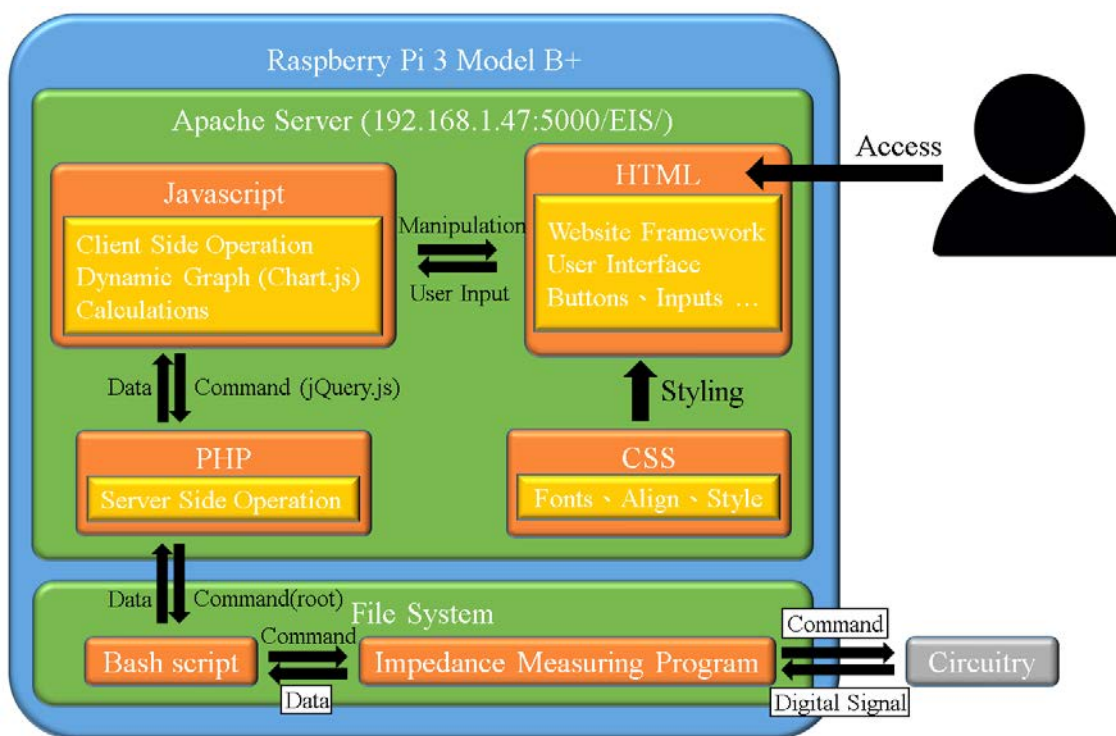 Raspberry Pi 3 Model B+
Apache Server (192.168.1.47:5000/EIS/)
Access
Javascript
Client Side Operation
Dynamic Graph (Chart.js)
Calculations
Manipulation
User Input
HTML
Website Framework
User Interface
Buttons、Inputs …
Data
Command (jQuery.js)
Styling
PHP
Server Side Operation
CSS
Fonts、Align、Style
Data
Command(root)
File System
Bash script
Command
Data
Impedance Measuring Program
Command
Digital Signal
Circuitry